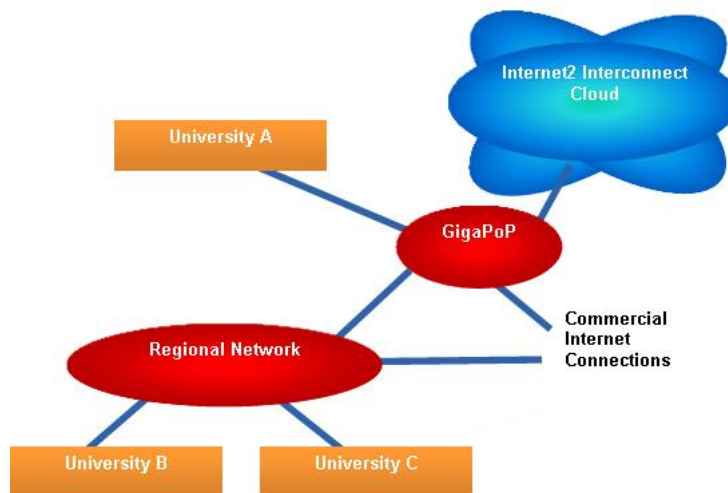 Internet2 Interconnect
Cloud
University A
GigaPoP
Commercial
Internet
Connections
Regional Network
University B
University C